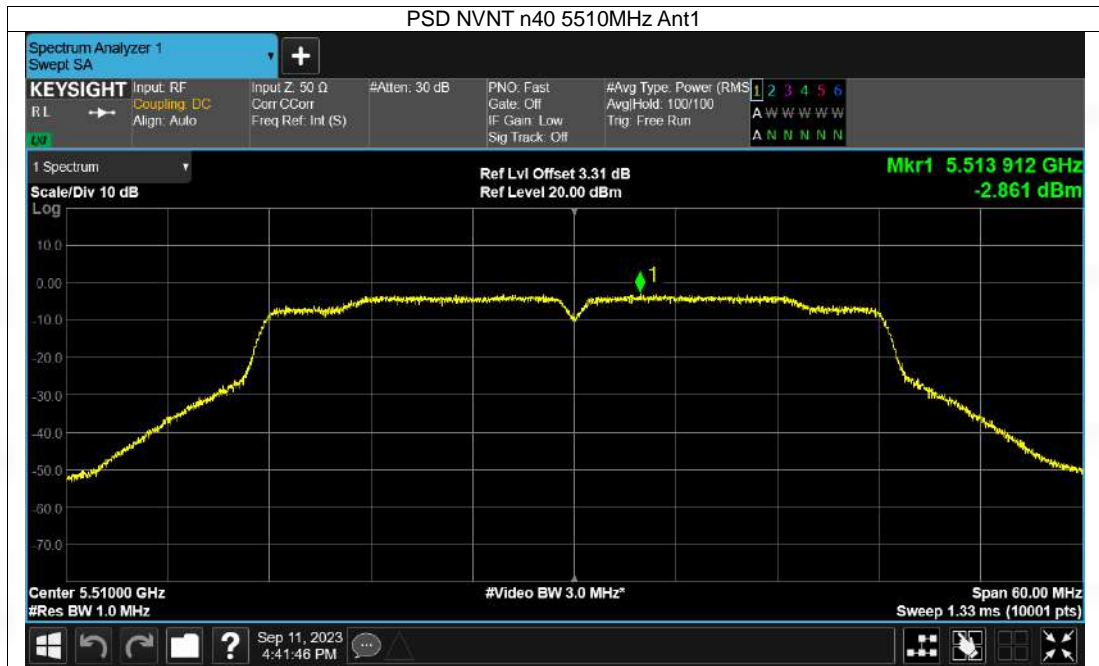 PSD NVNT n40 5510MHz Ant1
Spectrum Analyzer 1
Swept SA
+
KEYSIGHT Input: RF Input Z: 50 Ω #Atten: 30 dB PNO: Fast #Avg Type: Power (RMS 1 2 3 4 5 6
RL Coupling: DC Corr CCorr Gate: Off Avg|Hold: 100/100 A W W W W W
Align: Auto Freq Ref: Int (S) IF Gain: Low Trig: Free Run
Sig Track: Off A N N N N N
LXI
1 Spectrum Ref Lvl Offset 3.31 dB Mkr1 5.513 912 GHz
Scale/Div 10 dB Ref Level 20.00 dBm -2.861 dBm
Log
10.0
0.00
1
-10.0
-20.0
-30.0
-40.0
-50.0
-60.0
-70.0
Center 5.51000 GHz #Video BW 3.0 MHz* Span 60.00 MHz
#Res BW 1.0 MHz Sweep 1.33 ms (10001 pts)
? Sep 11, 2023
4:41:46 PM